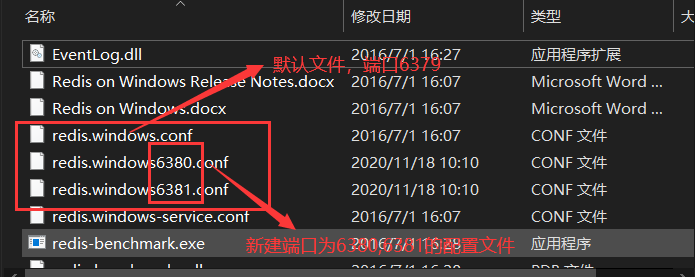 名称 修改日期 类型
EventLog.dll 2016/7/1 16:27 应用程序扩展
默认文件，端口6379
Redis on Windows Release Notes.docx 2016/7/1 16:07 Microsoft Word ...
Redis on Windows.docx 2016/7/1 16:07 Microsoft Word ...
redis.windows.conf 2016/7/1 16:07 CONF 文件
redis.windows6380.conf 2020/11/18 10:10 CONF 文件
redis.windows6381.conf 2020/11/18 10:10 CONF 文件
redis.windows-service.conf 2016/7/1 16:07 CONF 文件
redis-benchmark.exe 2016/7/1 16:28 应用程序
新建端口为6380,6381的配置文件